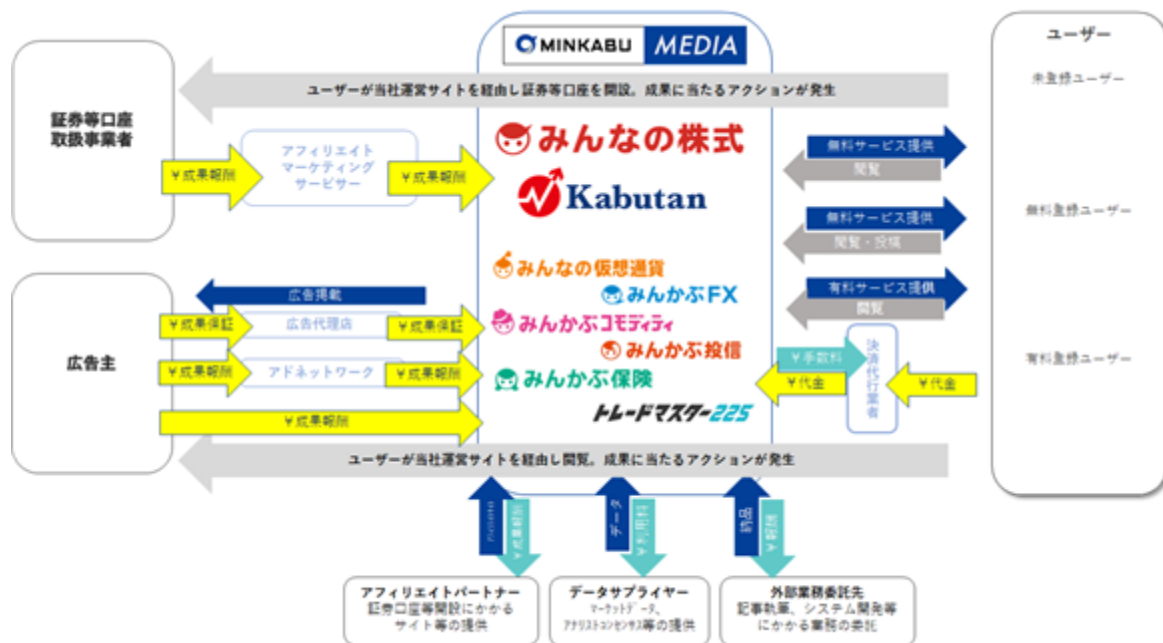 MINKABU MEDIA
ユーザー
ユーザーが当社運営サイトを経由し証券等口座を開設。成果に当たるアクションが発生
未登録ユーザー
証券等口座
取扱事業者
アフィリエイト
マーケティング
サービサー
￥成果報酬
￥成果報酬
みんなの株式
Kabutan
無料サービス提供
閲覧
無料サービス提供
閲覧・投稿
無料登録ユーザー
みんなの仮想通貨
みんかぶFX
みんかぶコモディティ
みんかぶ投信
みんかぶ保険
トレードマスター225
有料サービス提供
閲覧
有料登録ユーザー
広告主
広告掲載
￥成果保証
広告代理店
￥成果保証
￥成果報酬
アドネットワーク
￥成果報酬
￥成果報酬
￥手数料
￥代金
決済代行業者
￥代金
ユーザーが当社運営サイトを経由し閲覧。成果に当たるアクションが発生
￥成果報酬
データ
￥利用料
納品
￥報酬
アフィリエイトパートナー
証券口座等開設にかかる
サイト等の提供
データサプライヤー
マーケットデータ、
アナリストコンセンサス等の提供
外部業務委託先
記事執筆、システム開発等
にかかる業務の委託